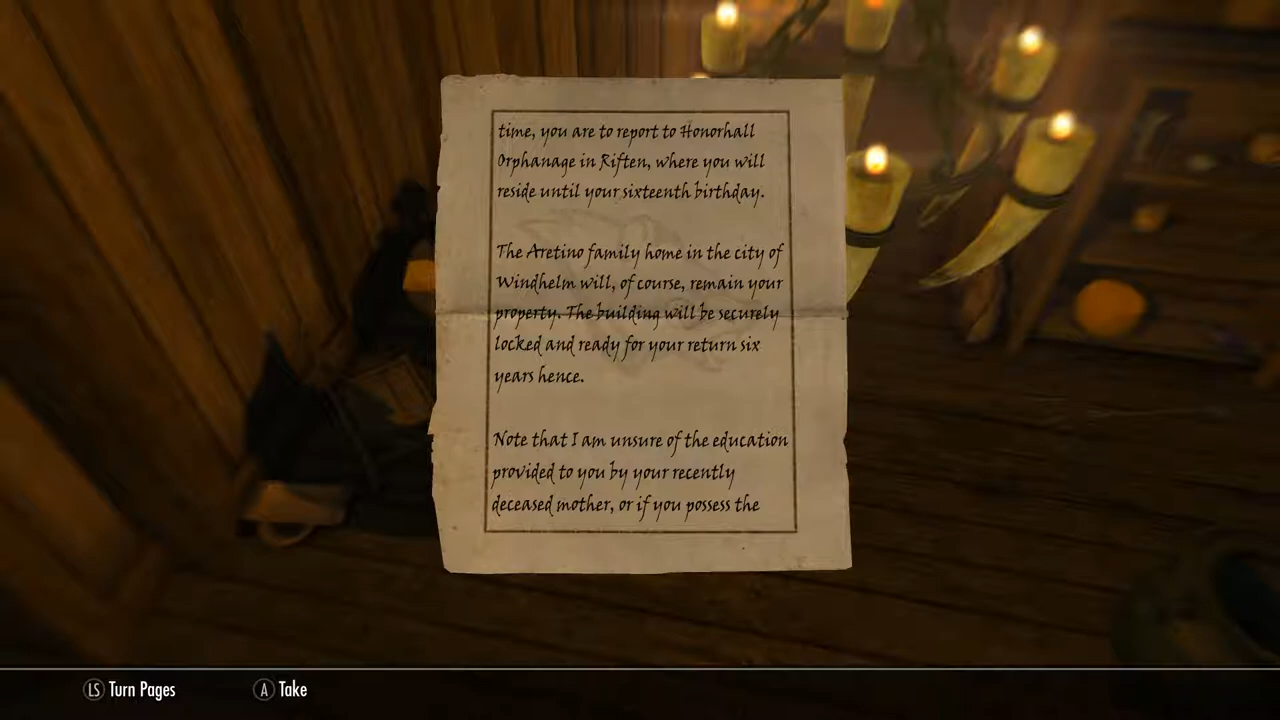 time, you are to report to Honorhall
Orphanage in Riften, where you will
reside until your sixteenth birthday.
The Aretino family home in the city of
Windhelm will, of course, remain your
property. The building will be securely
locked and ready for your return six
years hence.
Note that I am unsure of the education
provided to you by your recently
deceased mother, or if you possess the
LS Turn Pages
A Take